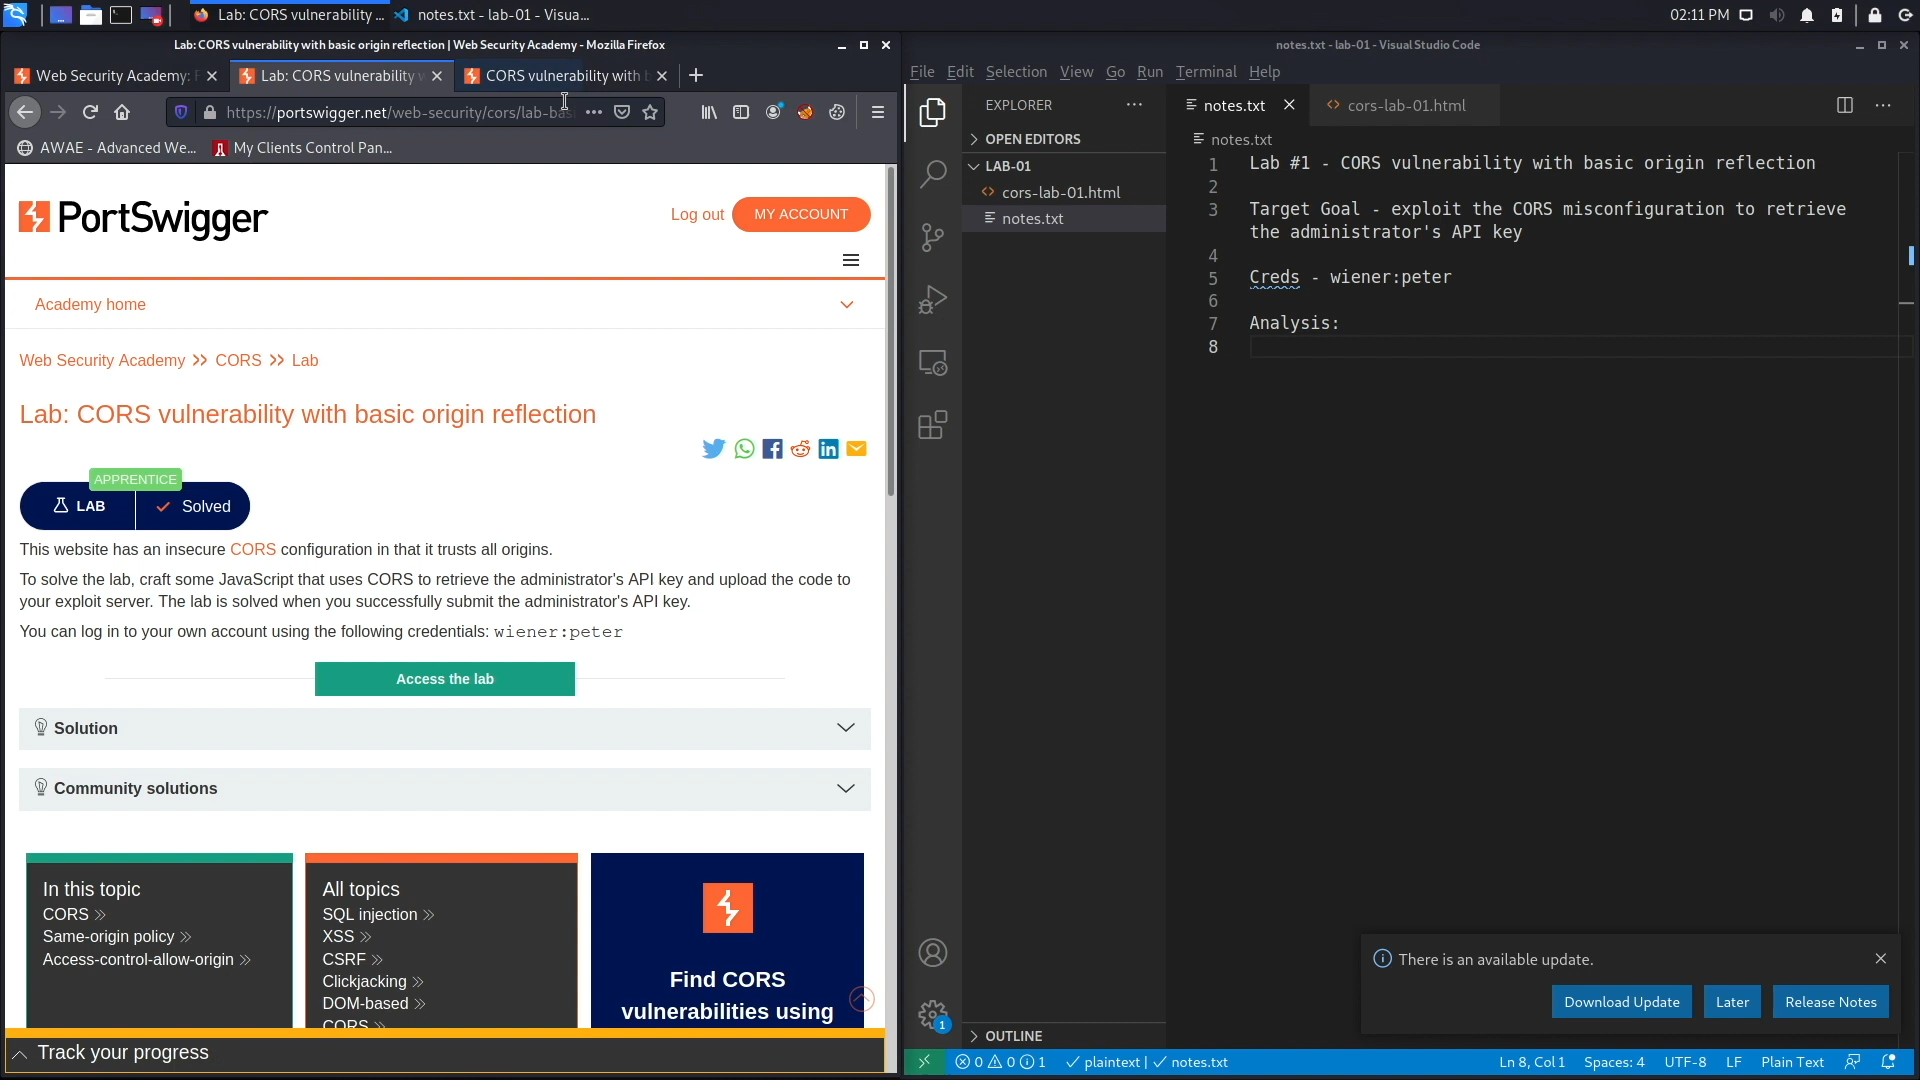 Lab: CORS vulnerability ...
notes.txt - lab-01 - Visua...
02:11 PM
Lab: CORS vulnerability with basic origin reflection | Web Security Academy - Mozilla Firefox
Web Security Academy:
Lab: CORS vulnerability
CORS vulnerability with
https://portswigger.net/web-security/cors/lab-bas
AWAE - Advanced We...
My Clients Control Pan...
PortSwigger
Log out
MY ACCOUNT
Academy home
Web Security Academy
CORS
Lab
Lab: CORS vulnerability with basic origin reflection
APPRENTICE
LAB
Solved
This website has an insecure CORS configuration in that it trusts all origins.
To solve the lab, craft some JavaScript that uses CORS to retrieve the administrator's API key and upload the code to
your exploit server. The lab is solved when you successfully submit the administrator's API key.
You can log in to your own account using the following credentials: wiener:peter
Access the lab
Solution
Community solutions
In this topic
CORS
Same-origin policy
Access-control-allow-origin
All topics
SQL injection
XSS
CSRF
Clickjacking
DOM-based
CORS
Find CORS
vulnerabilities using
Track your progress
notes.txt - lab-01 - Visual Studio Code
File Edit Selection View Go Run Terminal Help
EXPLORER
OPEN EDITORS
LAB-01
cors-lab-01.html
notes.txt
OUTLINE
notes.txt
cors-lab-01.html
notes.txt
1 Lab #1 - CORS vulnerability with basic origin reflection
2
3 Target Goal - exploit the CORS misconfiguration to retrieve
the administrator's API key
4
5 Creds - wiener:peter
6
7 Analysis:
8
There is an available update.
Download Update
Later
Release Notes
1
0 0 1
plaintext | notes.txt
Ln 8, Col 1
Spaces: 4
UTF-8
LF
Plain Text